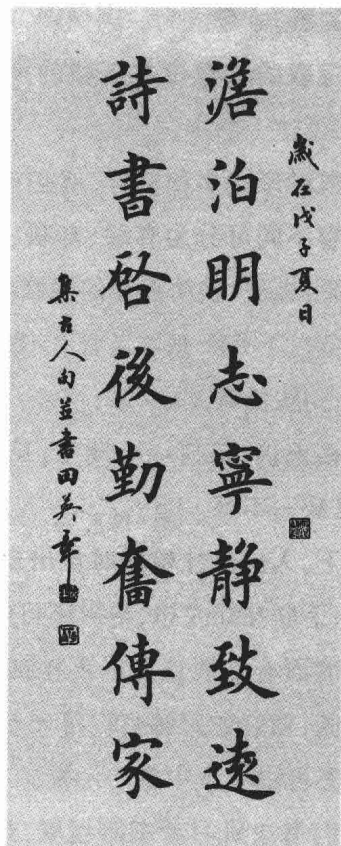 歲在戊子夏日
澹泊明志寧静致遠
詩書啓後勤奮傳家
集古人句並書田英章